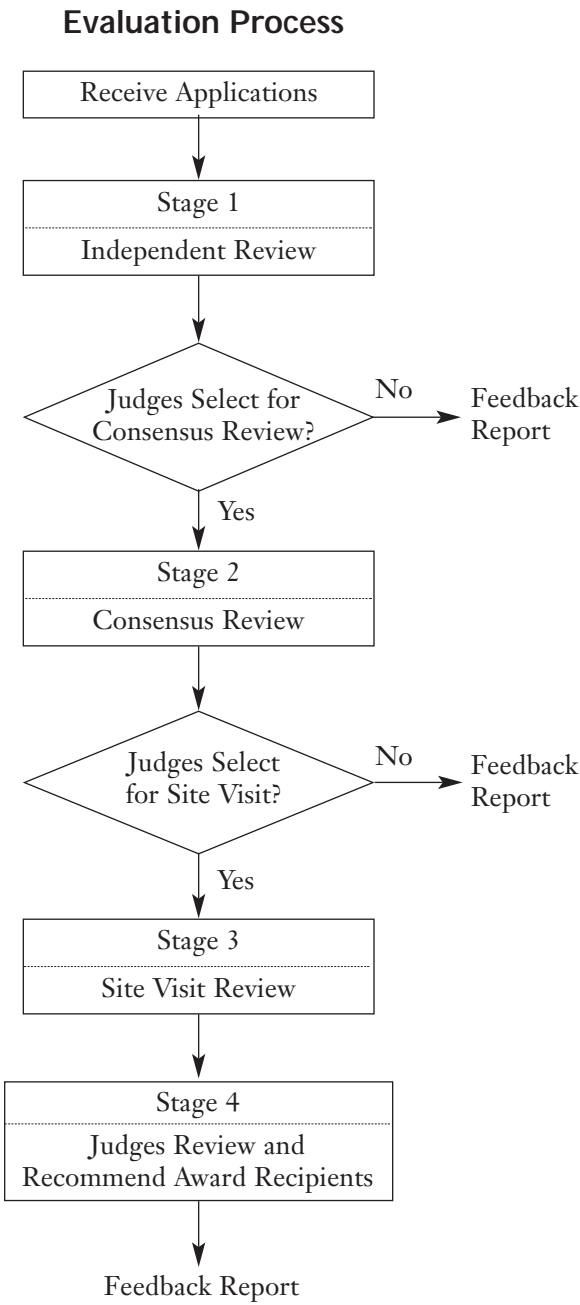 Evaluation Process
Receive Applications
Stage 1
Independent Review
Judges Select for
Consensus Review?
No
Feedback
Report
Yes
Stage 2
Consensus Review
Judges Select
for Site Visit?
No
Feedback
Report
Yes
Stage 3
Site Visit Review
Stage 4
Judges Review and
Recommend Award Recipients
Feedback Report